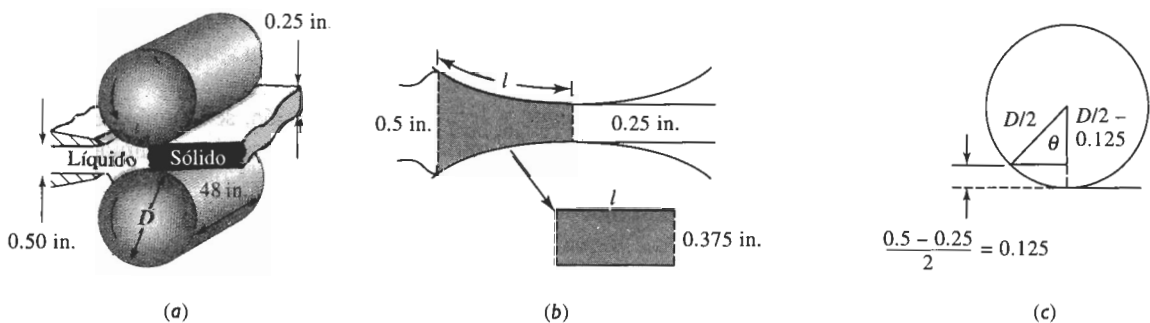 0.25 in.
Líquido
Sólido
48 in.
D
0.50 in.
(a)
l
0.5 in.
0.25 in.
l
0.375 in.
(b)
D/2
D/2 –
0.125
θ
0.5 – 0.25
2
= 0.125
(c)